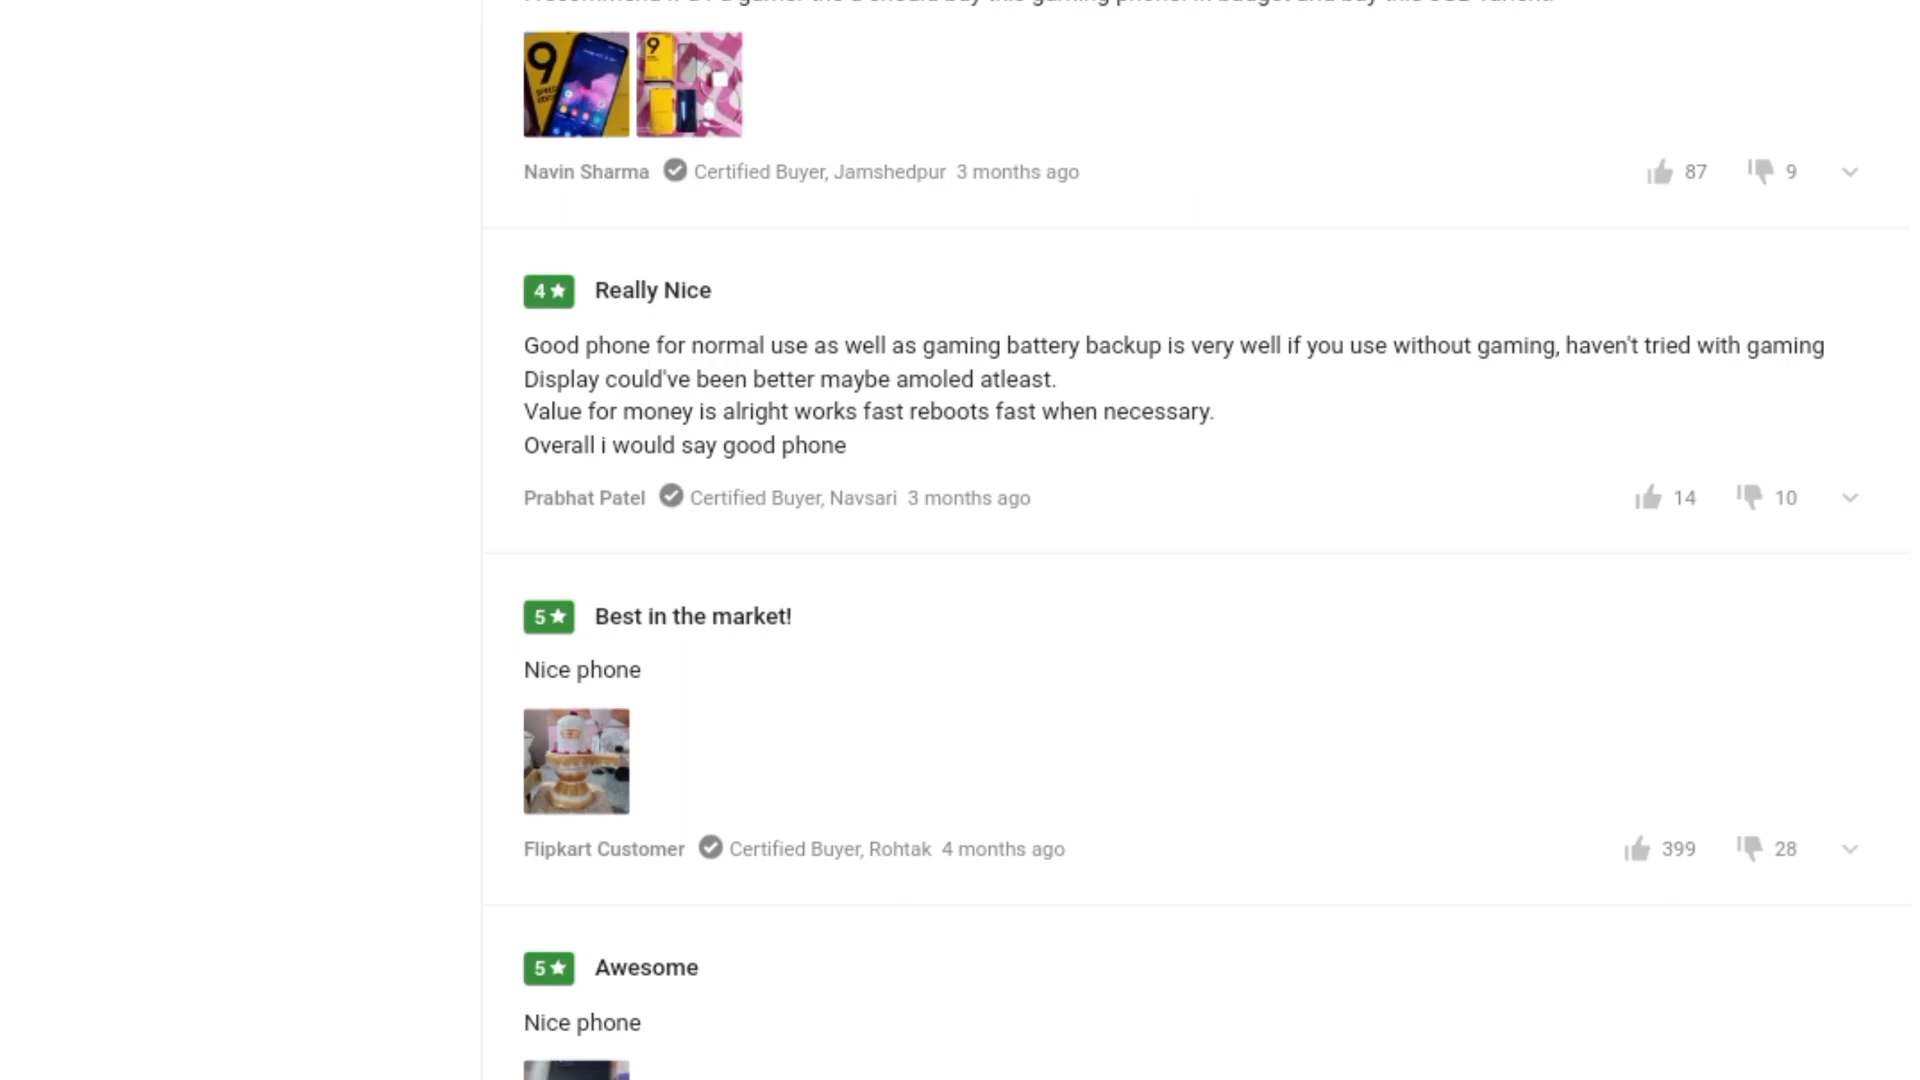 9
9
Navin Sharma Certified Buyer, Jamshedpur 3 months ago 87 9
4 Really Nice
Good phone for normal use as well as gaming battery backup is very well if you use without gaming, haven't tried with gaming
Display could've been better maybe amoled atleast.
Value for money is alright works fast reboots fast when necessary.
Overall i would say good phone
Prabhat Patel Certified Buyer, Navsari 3 months ago 14 10
5 Best in the market!
Nice phone
Flipkart Customer Certified Buyer, Rohtak 4 months ago 399 28
5 Awesome
Nice phone